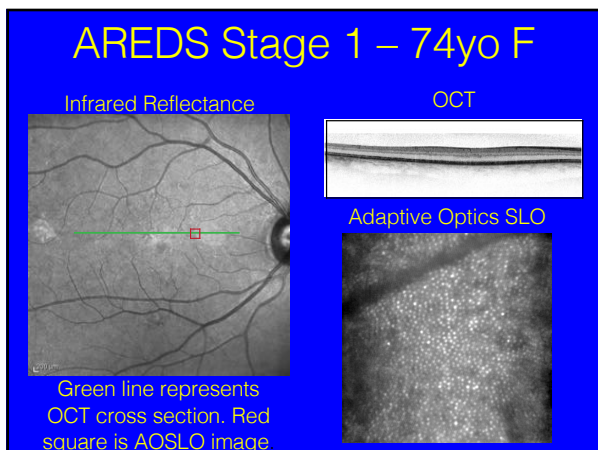 AREDS Stage 1 – 74yo F
Infrared Reflectance
OCT
Adaptive Optics SLO
Green line represents
OCT cross section. Red
square is AOSLO image